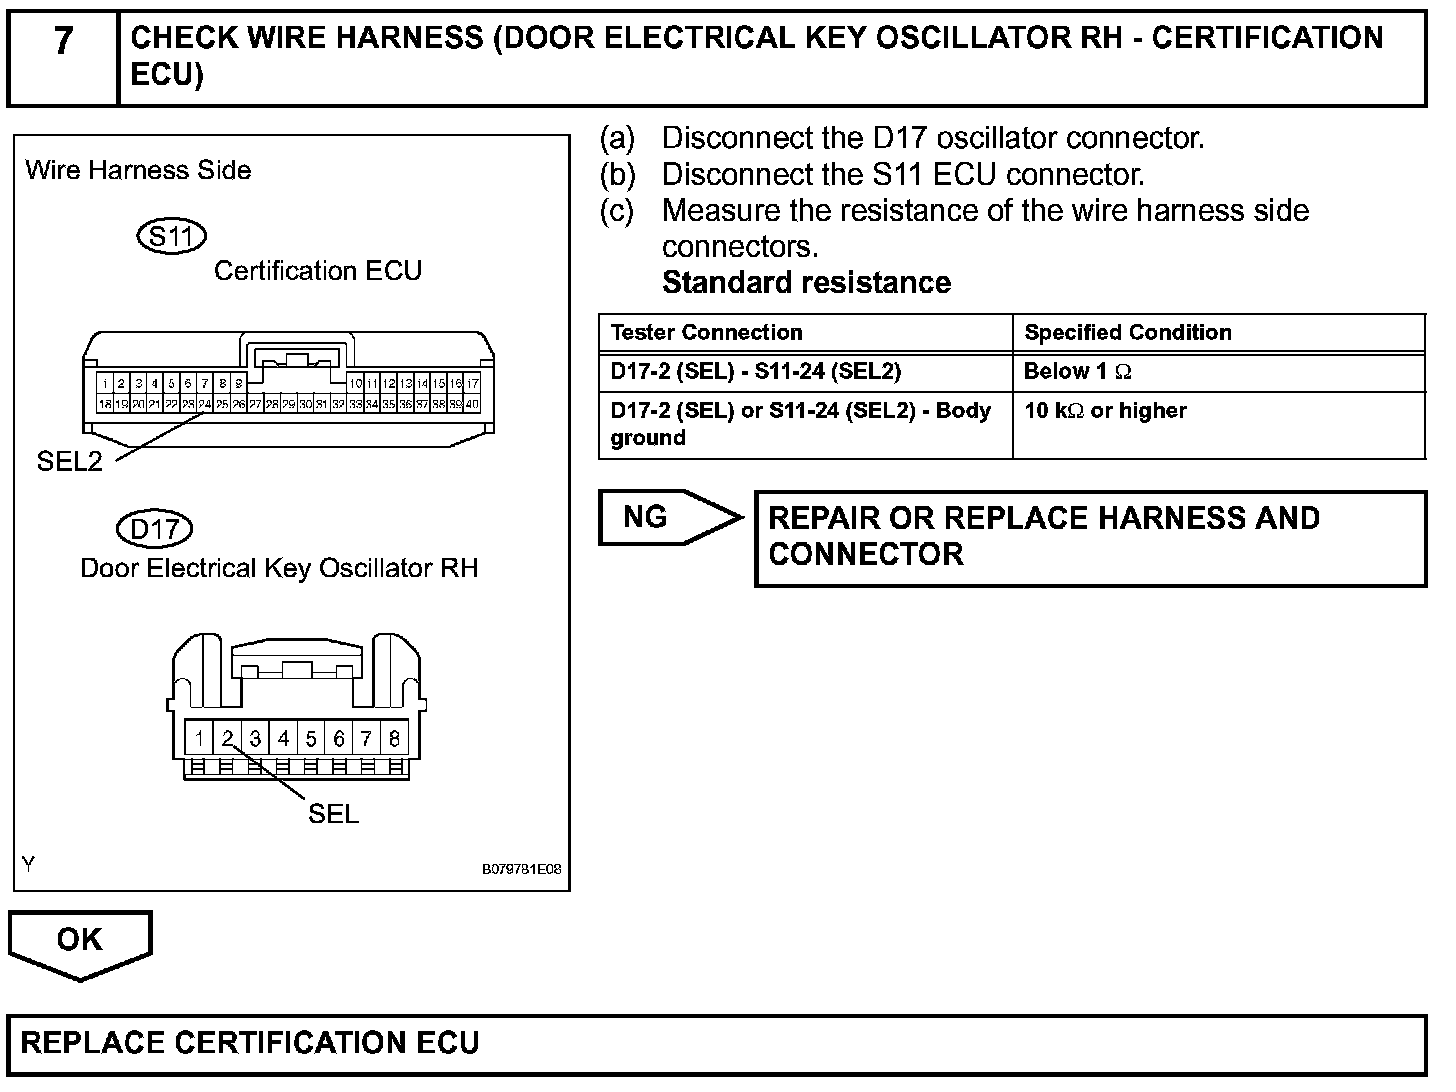 7
CHECK WIRE HARNESS (DOOR ELECTRICAL KEY OSCILLATOR RH - CERTIFICATION
ECU)
Wire Harness Side
S11
Certification ECU
1 2 3 4 5 6 7 8 9 10 11 12 13 14 15 16 17
18 19 20 21 22 23 24 25 26 27 28 29 30 31 32 33 34 35 36 37 38 39 40
SEL2
D17
Door Electrical Key Oscillator RH
1 2 3 4 5 6 7 8
SEL
Y
B079781E08
(a) Disconnect the D17 oscillator connector.
(b) Disconnect the S11 ECU connector.
(c) Measure the resistance of the wire harness side
connectors.
Standard resistance
Tester Connection Specified Condition
D17-2 (SEL) - S11-24 (SEL2) Below 1 Ω
D17-2 (SEL) or S11-24 (SEL2) - Body 10 kΩ or higher
ground
NG
REPAIR OR REPLACE HARNESS AND
CONNECTOR
OK
REPLACE CERTIFICATION ECU